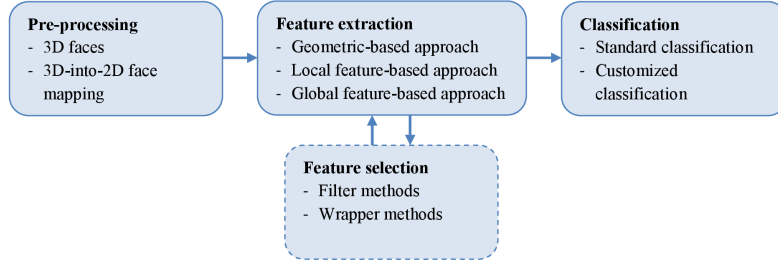 Pre-processing
- 3D faces
- 3D-into-2D face
mapping
Feature extraction
- Geometric-based approach
- Local feature-based approach
- Global feature-based approach
Classification
- Standard classification
- Customized
classification
Feature selection
- Filter methods
- Wrapper methods